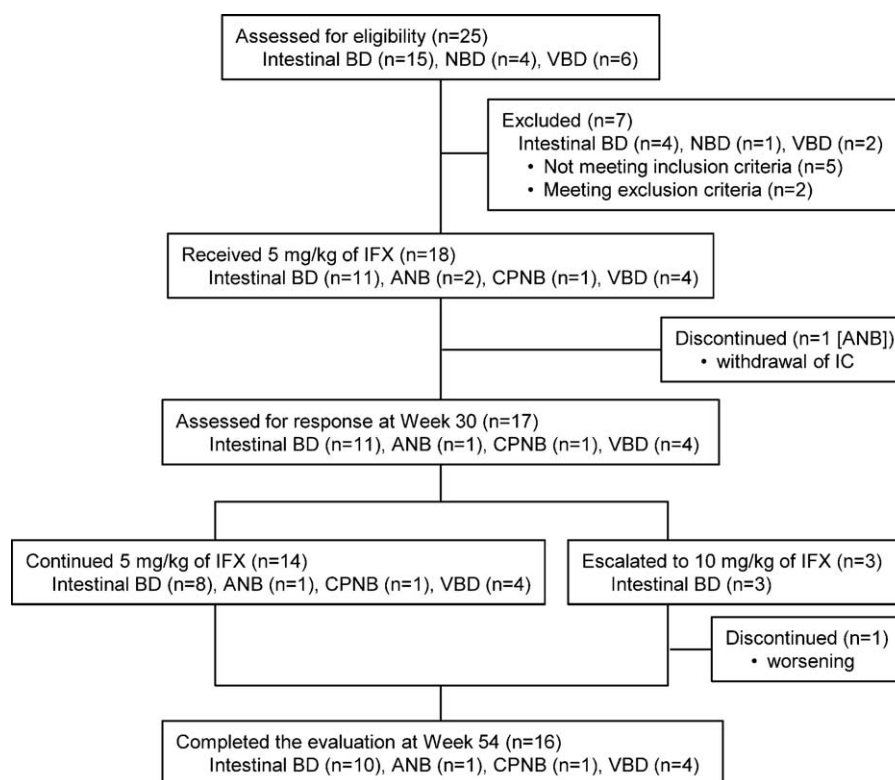 Assessed for eligibility (n=25)
Intestinal BD (n=15), NBD (n=4), VBD (n=6)
Excluded (n=7)
Intestinal BD (n=4), NBD (n=1), VBD (n=2)
• Not meeting inclusion criteria (n=5)
• Meeting exclusion criteria (n=2)
Received 5 mg/kg of IFX (n=18)
Intestinal BD (n=11), ANB (n=2), CPNB (n=1), VBD (n=4)
Discontinued (n=1 [ANB])
• withdrawal of IC
Assessed for response at Week 30 (n=17)
Intestinal BD (n=11), ANB (n=1), CPNB (n=1), VBD (n=4)
Continued 5 mg/kg of IFX (n=14)
Intestinal BD (n=8), ANB (n=1), CPNB (n=1), VBD (n=4)
Escalated to 10 mg/kg of IFX (n=3)
Intestinal BD (n=3)
Discontinued (n=1)
• worsening
Completed the evaluation at Week 54 (n=16)
Intestinal BD (n=10), ANB (n=1), CPNB (n=1), VBD (n=4)